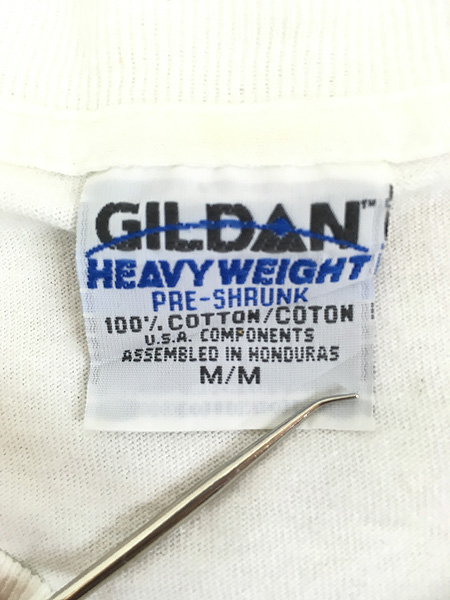 GILDAN™
HEAVYWEIGHT
PRE-SHRUNK
100% COTTON/COTON
U.S.A. COMPONENTS
ASSEMBLED IN HONDURAS
M/M